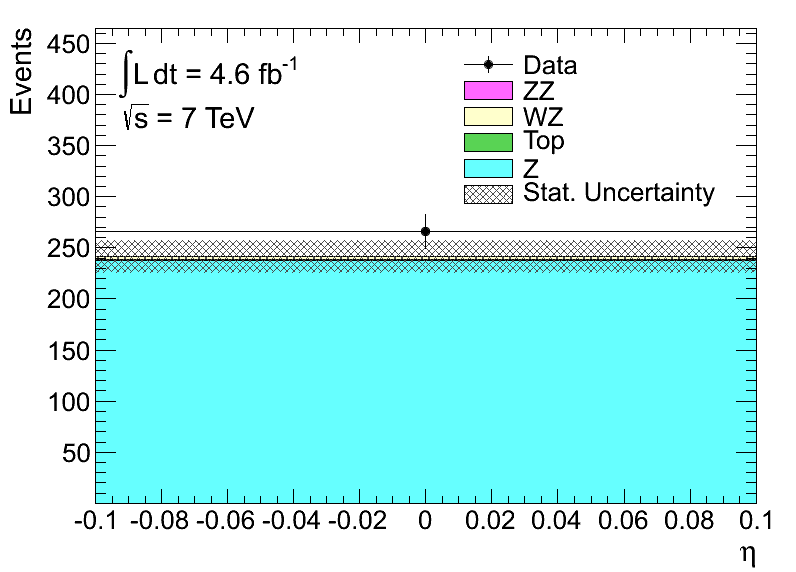 Events
450
400
350
300
250
200
150
100
50
∫L dt = 4.6 fb⁻¹
√s = 7 TeV
Data
ZZ
WZ
Top
Z
Stat. Uncertainty
-0.1 -0.08 -0.06 -0.04 -0.02 0 0.02 0.04 0.06 0.08 0.1
η